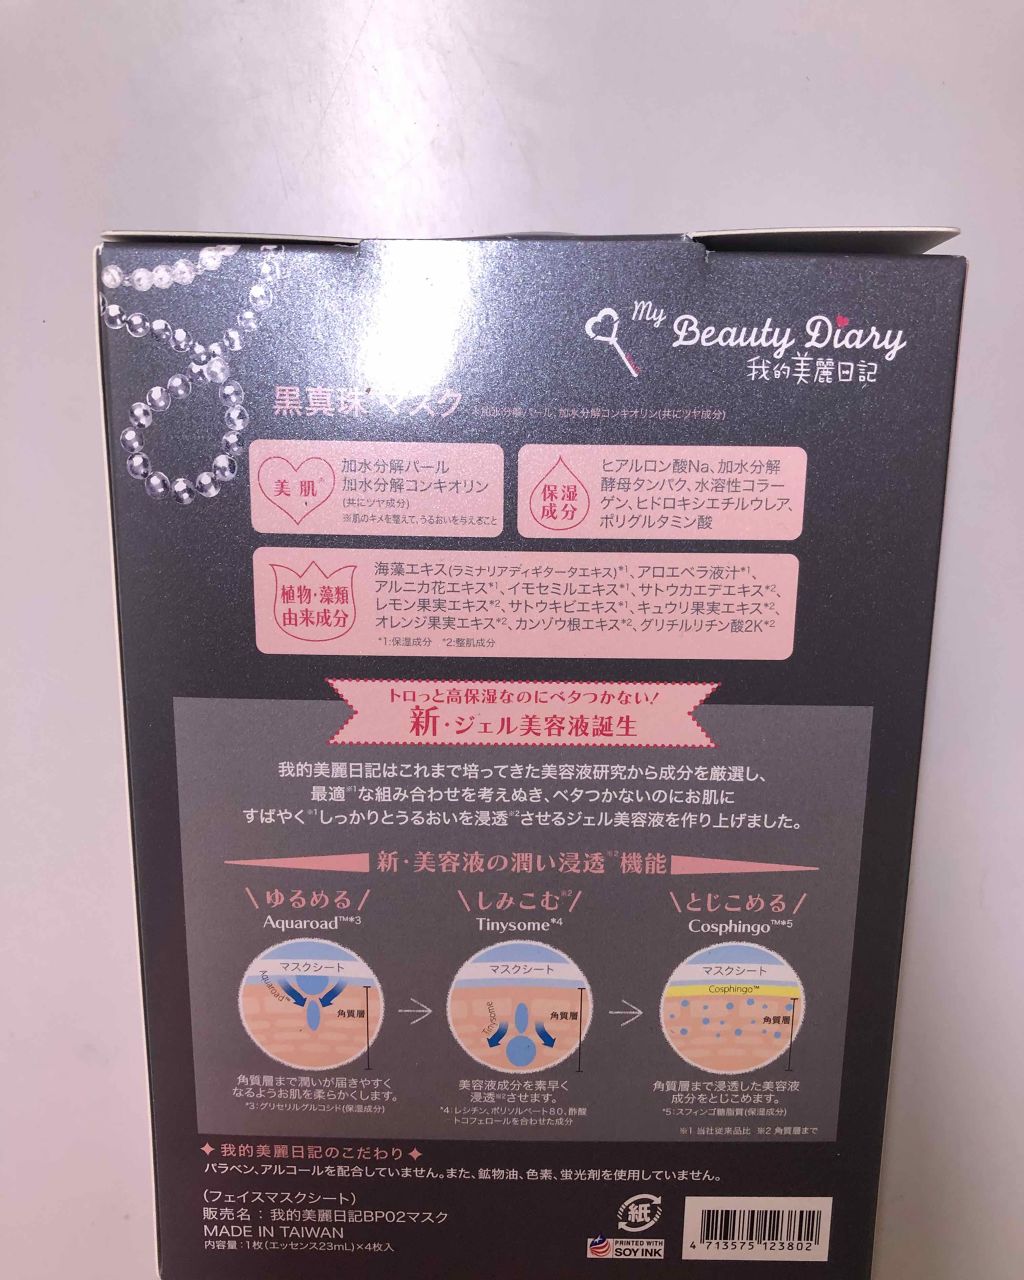 My Beauty Diary
我的美麗日記
黒真珠*マスク *加水分解パール、加水分解コンキオリン(共にツヤ成分)
美肌※
加水分解パール
加水分解コンキオリン
(共にツヤ成分)
※肌のキメを整えて、うるおいを与えること
保湿
成分
ヒアルロン酸Na、加水分解
酵母タンパク、水溶性コラー
ゲン、ヒドロキシエチルウレア、
ポリグルタミン酸
植物・藻類
由来成分
海藻エキス(ラミナリアディギタータエキス)*1、アロエベラ液汁*1、
アルニカ花エキス*1、イモセミルエキス*1、サトウカエデエキス*2、
レモン果実エキス*2、サトウキビエキス*1、キュウリ果実エキス*2、
オレンジ果実エキス*2、カンゾウ根エキス*2、グリチルリチン酸2K*2
*1:保湿成分 *2:整肌成分
トロっと高保湿なのにベタつかない!
新・ジェル美容液誕生
我的美麗日記はこれまで培ってきた美容液研究から成分を厳選し、
最適※1な組み合わせを考えぬき、ベタつかないのにお肌に
すばやく※1しっかりとうるおいを浸透※2させるジェル美容液を作り上げました。
新・美容液の潤い浸透※2機能
\ ゆるめる /
Aquaroad™*3
マスクシート
Aquaroad™
角質層
角質層まで潤いが届きやすく
なるようお肌を柔らかくします。
*3:グリセリルグルコシド(保湿成分)
\ しみこむ※2 /
Tinysome*4
マスクシート
Tinysome
角質層
美容液成分を素早く
浸透※2させます。
*4:レシチン、ポリソルベート80、酢酸
トコフェロールを合わせた成分
\ とじこめる /
Cosphingo™*5
マスクシート
Cosphingo™
角質層
角質層まで浸透した美容液
成分をとじこめます。
*5:スフィンゴ糖脂質(保湿成分)
※1 当社従来品比 ※2 角質層まで
我的美麗日記のこだわり
パラベン、アルコールを配合していません。また、鉱物油、色素、蛍光剤を使用していません。
(フェイスマスクシート)
販売名:我的美麗日記BP02マスク
MADE IN TAIWAN
内容量:1枚(エッセンス23mL)×4枚入
紙
PRINTED WITH
SOY INK
4 713575 123802